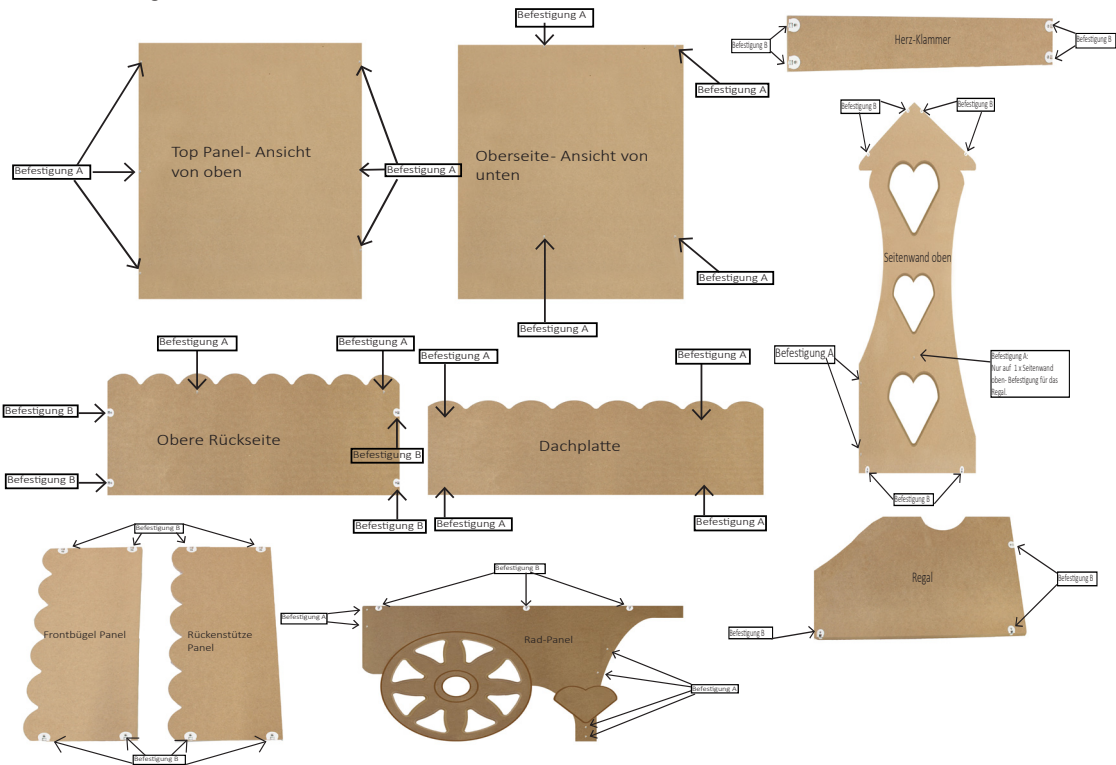 Befestigung A
Top Panel- Ansicht
von oben
Befestigung A
Befestigung A
Befestigung A
Oberseite- Ansicht von
unten
Befestigung A
Befestigung A
Befestigung B
Herz-Klammer
Befestigung B
Befestigung B
Befestigung B
Seitenwand oben
Befestigung A
Befestigung A:
Nur auf 1 x Seitenwand
oben- Befestigung für das
Regal.
Befestigung B
Befestigung A
Befestigung A
Befestigung B
Obere Rückseite
Befestigung B
Befestigung B
Befestigung B
Befestigung A
Befestigung A
Dachplatte
Befestigung A
Befestigung A
Befestigung B
Frontbügel Panel
Rückenstütze
Panel
Befestigung B
Befestigung B
Befestigung A
Rad-Panel
Befestigung A
Regal
Befestigung B
Befestigung B